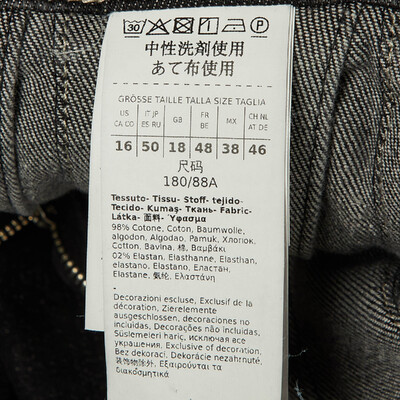 30 1 P
中性洗剤使用
あて布使用
GRÖSSE TAILLE TALLA SIZE TAGLIA
US CA CO IT JP ES RU GB FR BE MX CH NL AT DE
16 50 18 48 38 46
尺码
180/88A
Tessuto- Tissu- Stoff- tejido-
Tecido- Kumaş- Ткань- Fabric-
Látka- 面料- Ύφασμα
98% Cotone, Coton, Baumwolle,
algodon, Algodao, Pamuk, Хлопок,
Cotton, Bavlna, 棉, Βαμβάκι
02% Elastan, Elasthanne, Elasthan,
elastano, Elastano, Еластан,
Elastane, 氨纶, Ελαστάνη
Decorazioni escluse, Exclusif de la
décoration, Zierelemente
ausgeschlossen, decoraciones no
incluidas, Decorações não incluidas,
Süslemeleri hariç, исключая все
украшения, Exclusive of Decoration,
Bez dekoraci, Dekorácie nezahrnuté,
装饰物除外, Εξαιρούνται τα
διακοσμητικά